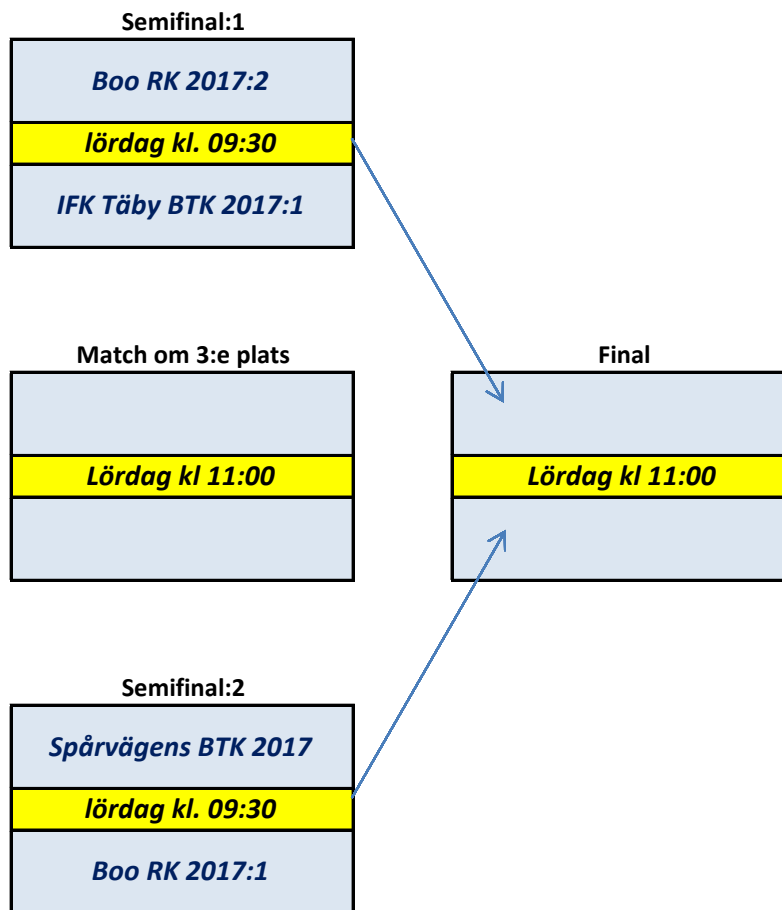 Semifinal:1
Boo RK 2017:2
lördag kl. 09:30
IFK Täby BTK 2017:1
Match om 3:e plats
Lördag kl 11:00
Final
Lördag kl 11:00
Semifinal:2
Spårvägens BTK 2017
lördag kl. 09:30
Boo RK 2017:1